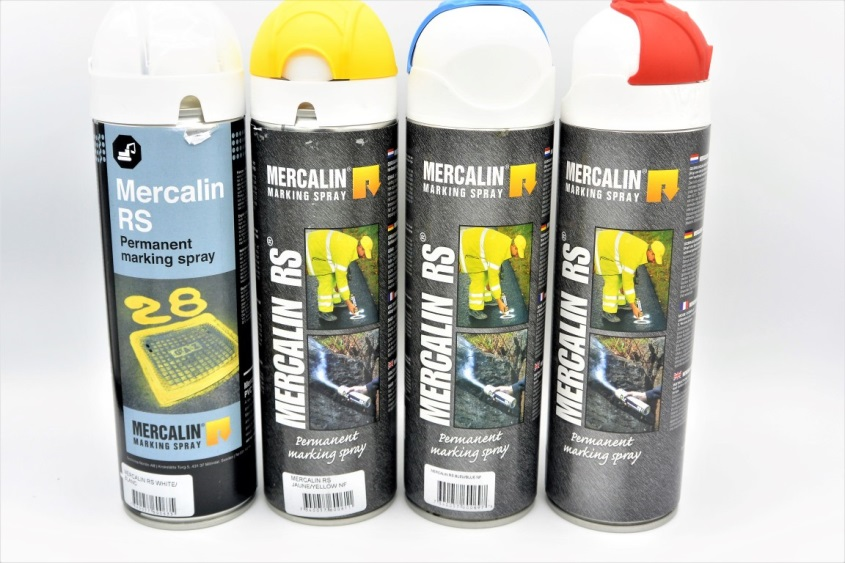 Mercalin
RS
Permanent
marking spray
28
MERCALIN®
MARKING SPRAY
MERCALIN RS WHITE/
MERCALIN®
MARKING SPRAY
MERCALIN RS®
Permanent
marking spray
MERCALIN RS
JAUNE/YELLOW NF
MERCALIN®
MARKING SPRAY
MERCALIN RS®
Permanent
marking spray
MERCALIN®
MARKING SPRAY
MERCALIN RS®
Permanent
marking spray